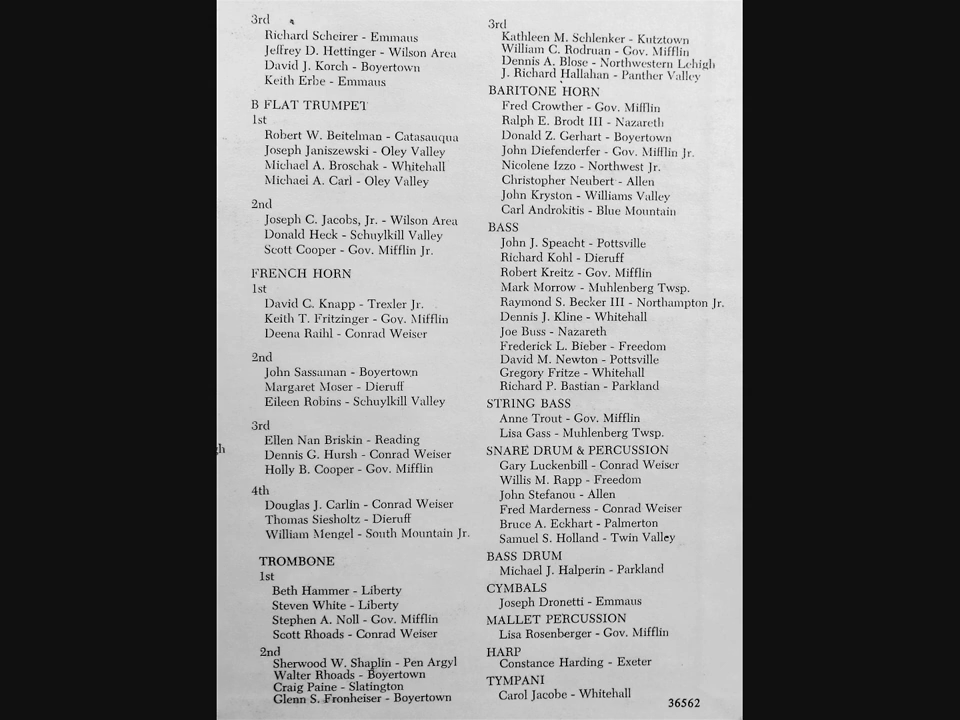 3rd
Richard Scheirer - Emmaus
Jeffrey D. Hettinger - Wilson Area
David J. Korch - Boyertown
Keith Erbe - Emmaus
B FLAT TRUMPET
1st
Robert W. Beitelman - Catasauqua
Joseph Janiszewski - Oley Valley
Michael A. Broschak - Whitehall
Michael A. Carl - Oley Valley
2nd
Joseph C. Jacobs, Jr. - Wilson Area
Donald Heck - Schuylkill Valley
Scott Cooper - Gov. Mifflin Jr.
FRENCH HORN
1st
David C. Knapp - Trexler Jr.
Keith T. Fritzinger - Gov. Mifflin
Deena Raihl - Conrad Weiser
2nd
John Sassaman - Boyertown
Margaret Moser - Dieruff
Eileen Robins - Schuylkill Valley
3rd
Ellen Nan Briskin - Reading
Dennis G. Hursh - Conrad Weiser
Holly B. Cooper - Gov. Mifflin
4th
Douglas J. Carlin - Conrad Weiser
Thomas Siesholtz - Dieruff
William Mengel - South Mountain Jr.
TROMBONE
1st
Beth Hammer - Liberty
Steven White - Liberty
Stephen A. Noll - Gov. Mifflin
Scott Rhoads - Conrad Weiser
2nd
Sherwood W. Shaplin - Pen Argyl
Walter Rhoads - Boyertown
Craig Paine - Slatington
Glenn S. Fronheiser - Boyertown
3rd
Kathleen M. Schlenker - Kutztown
William C. Rodruan - Gov. Mifflin
Dennis A. Blose - Northwestern Lehigh
J. Richard Hallahan - Panther Valley
BARITONE HORN
Fred Crowther - Gov. Mifflin
Ralph E. Brodt III - Nazareth
Donald Z. Gerhart - Boyertown
John Diefenderfer - Gov. Mifflin Jr.
Nicolene Izzo - Northwest Jr.
Christopher Neubert - Allen
John Kryston - Williams Valley
Carl Androkitis - Blue Mountain
BASS
John J. Speacht - Pottsville
Richard Kohl - Dieruff
Robert Kreitz - Gov. Mifflin
Mark Morrow - Muhlenberg Twsp.
Raymond S. Becker III - Northampton Jr.
Dennis J. Kline - Whitehall
Joe Buss - Nazareth
Frederick L. Bieber - Freedom
David M. Newton - Pottsville
Gregory Fritze - Whitehall
Richard P. Bastian - Parkland
STRING BASS
Anne Trout - Gov. Mifflin
Lisa Gass - Muhlenberg Twsp.
SNARE DRUM & PERCUSSION
Gary Luckenbill - Conrad Weiser
Willis M. Rapp - Freedom
John Stefanou - Allen
Fred Marderness - Conrad Weiser
Bruce A. Eckhart - Palmerton
Samuel S. Holland - Twin Valley
BASS DRUM
Michael J. Halperin - Parkland
CYMBALS
Joseph Dronetti - Emmaus
MALLET PERCUSSION
Lisa Rosenberger - Gov. Mifflin
HARP
Constance Harding - Exeter
TYMPANI
Carol Jacobe - Whitehall
36562